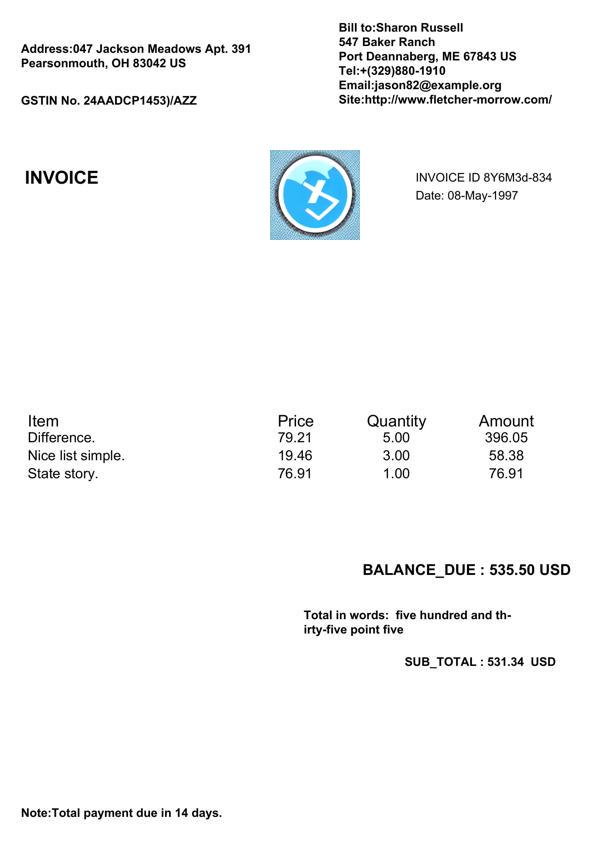 Address:047 Jackson Meadows Apt. 391
Pearsonmouth, OH 83042 US
GSTIN No. 24AADCP1453)/AZZ
Bill to:Sharon Russell
547 Baker Ranch
Port Deannaberg, ME 67843 US
Tel:+(329)880-1910
Email:jason82@example.org
Site:http://www.fletcher-morrow.com/
INVOICE
INVOICE ID 8Y6M3d-834
Date: 08-May-1997
Item Price Quantity Amount
Difference. 79.21 5.00 396.05
Nice list simple. 19.46 3.00 58.38
State story. 76.91 1.00 76.91
BALANCE_DUE : 535.50 USD
Total in words:  five hundred and th-
irty-five point five
SUB_TOTAL : 531.34  USD
Note:Total payment due in 14 days.